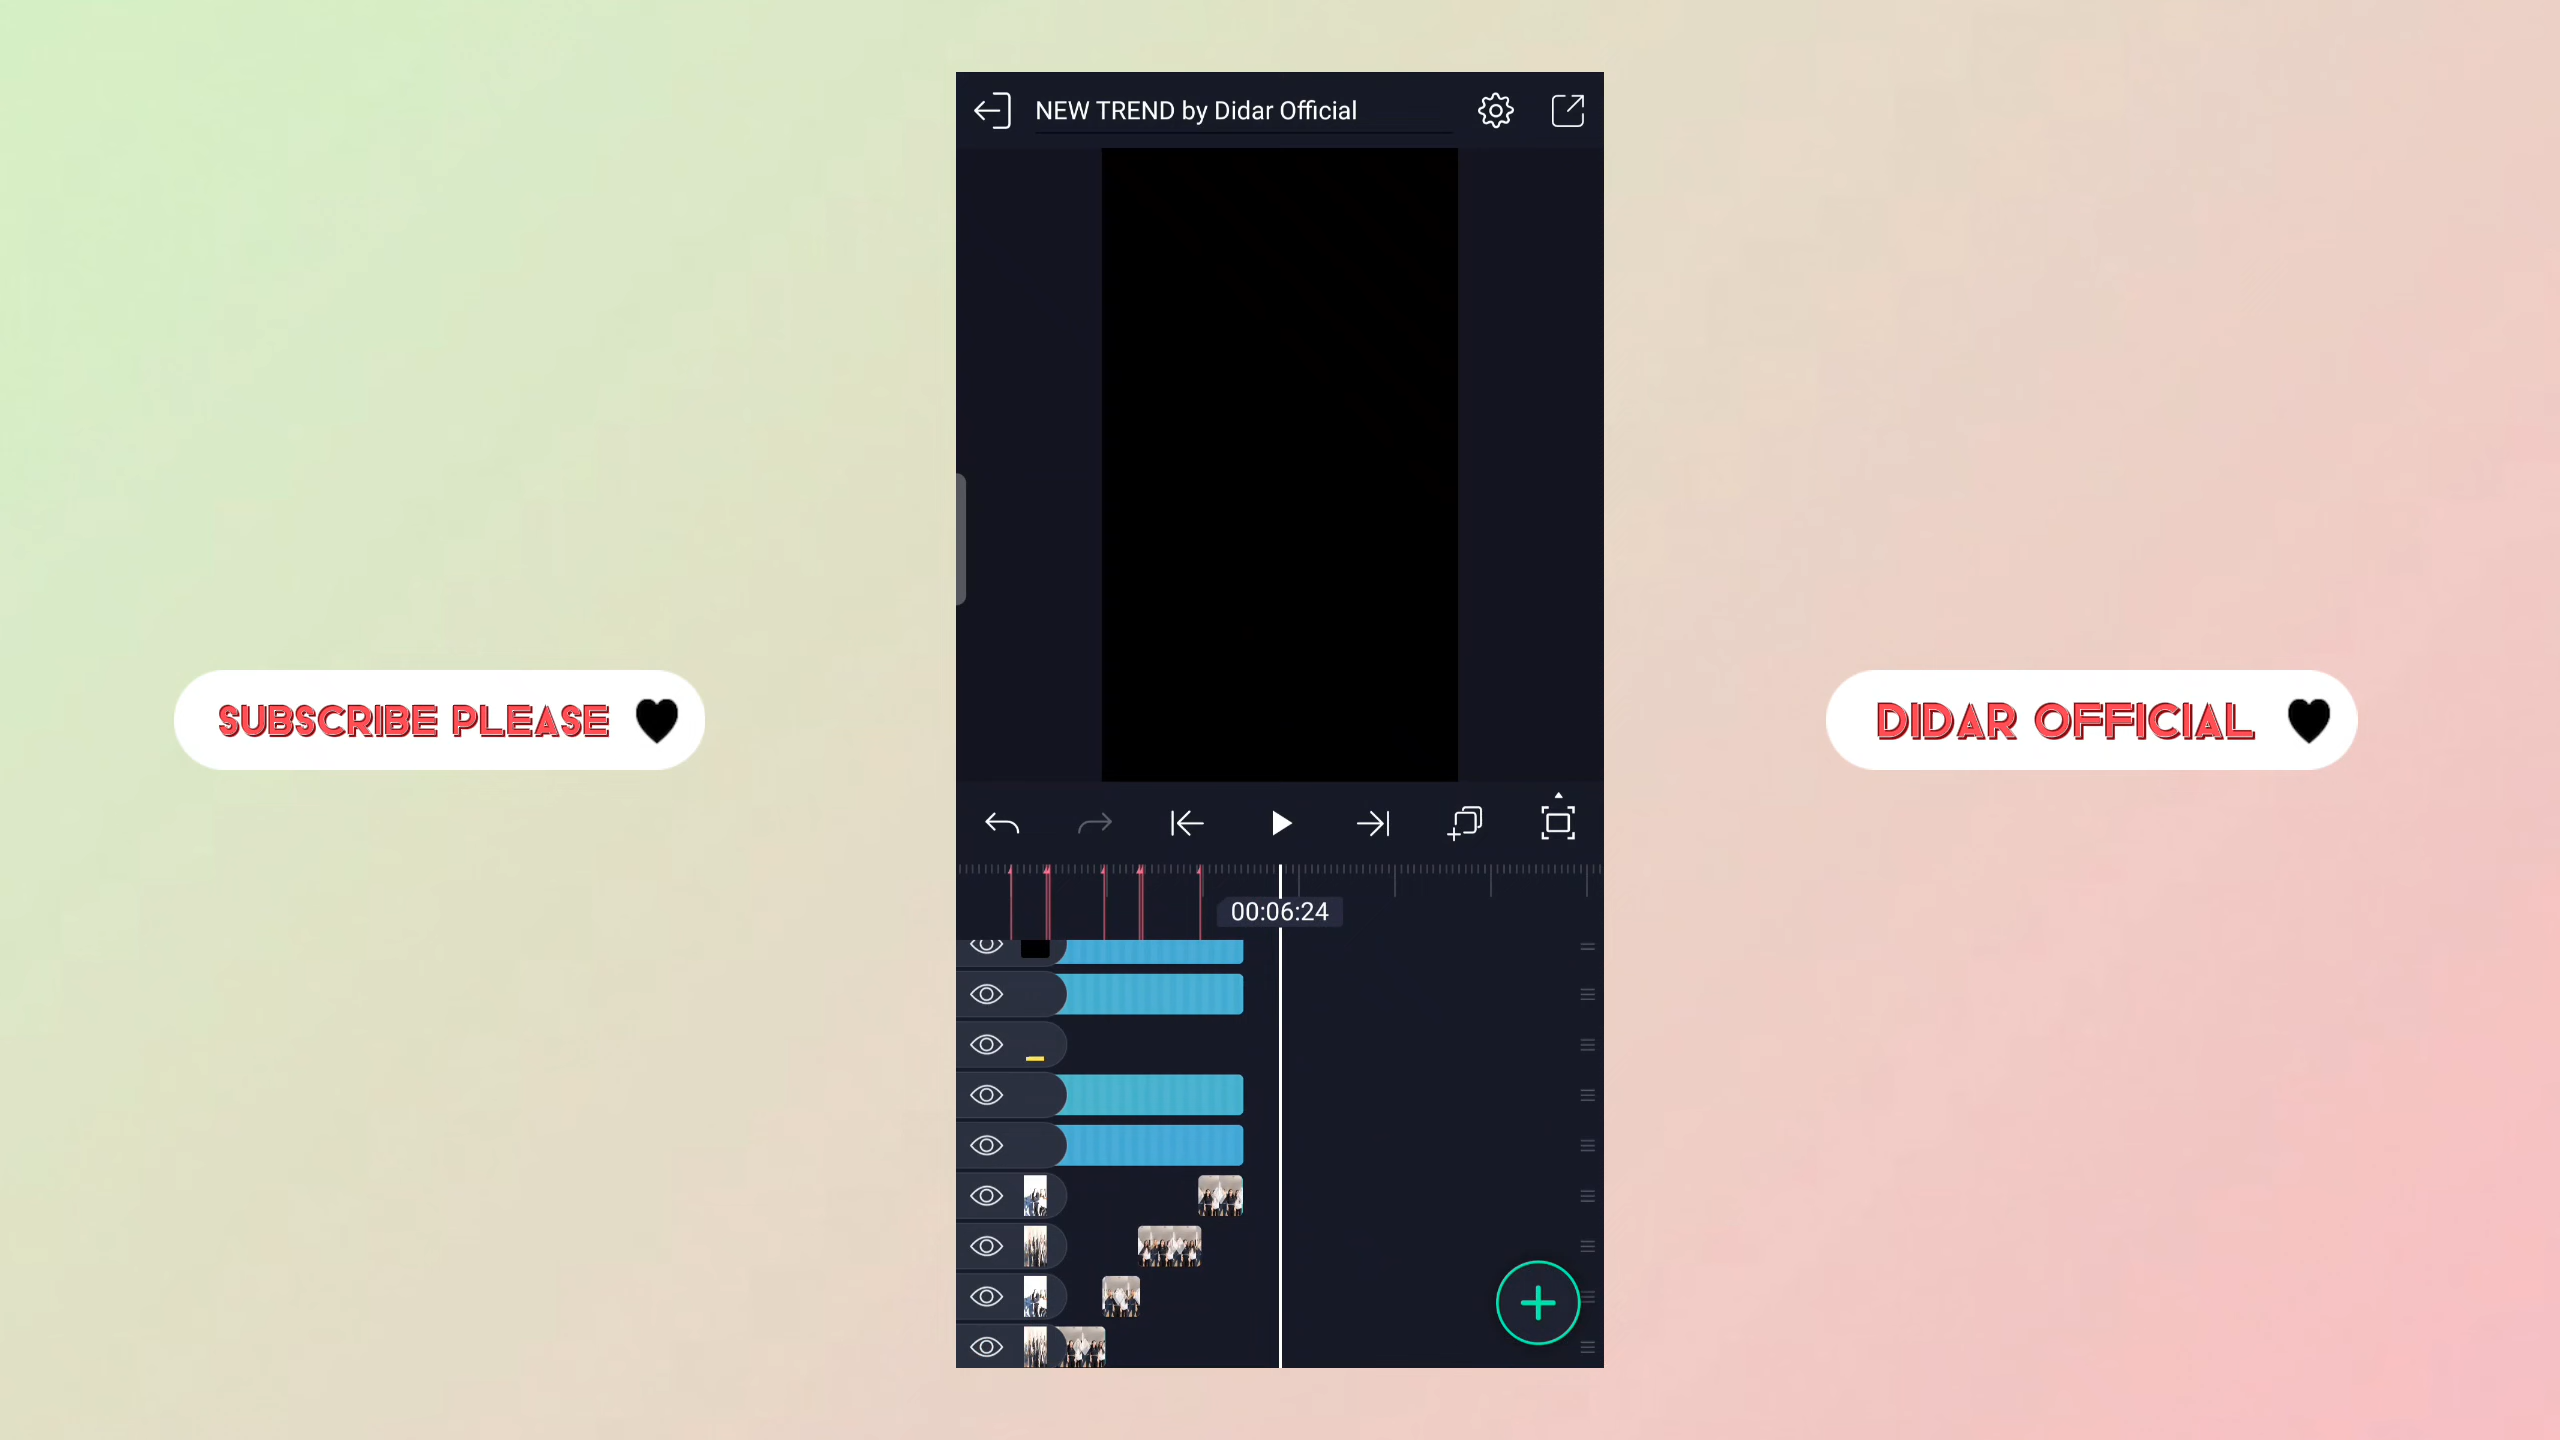 NEW TREND by Didar Official
SUBSCRIBE PLEASE 🖤
DIDAR OFFICIAL 🖤
00:06:24